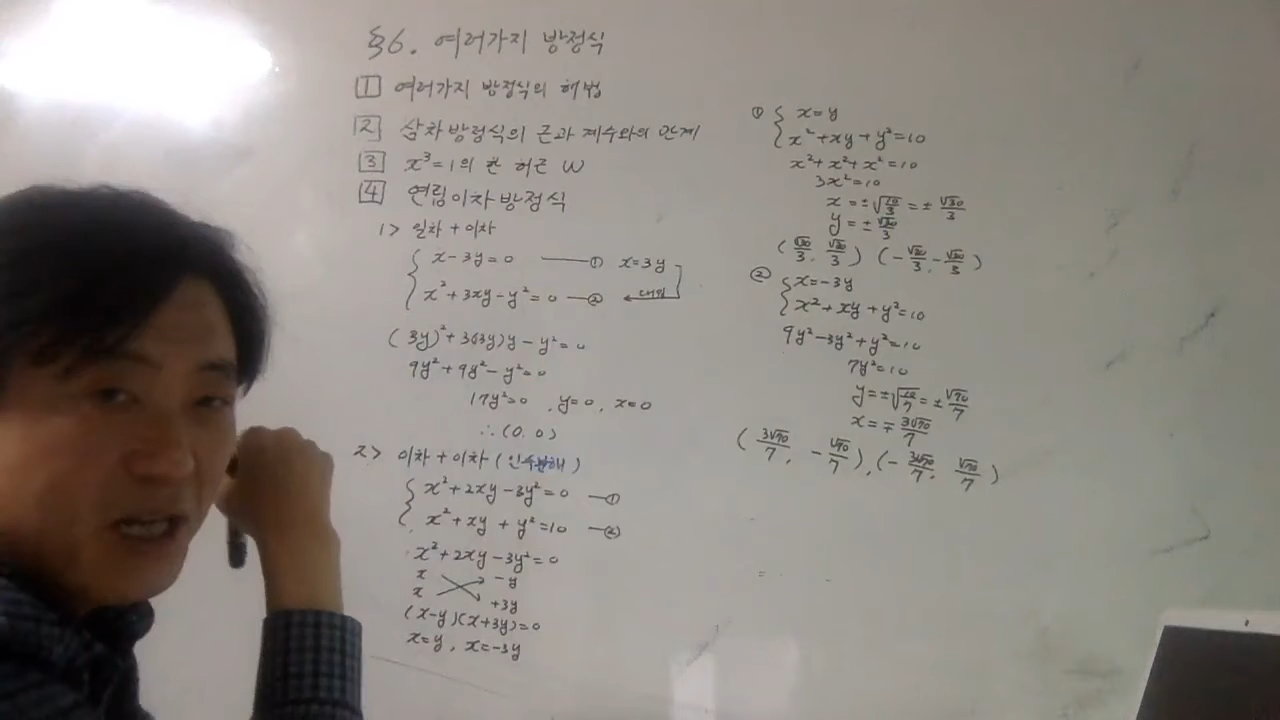 §6. 여러가지 방정식
1 여러가지 방정식의 해법
2 삼차방정식의 근과 계수와의 관계
3 x³=1의 한 허근 ω
4 연립이차방정식
1> 일차+이차
x-3y=0 ① x=3y
x²+3xy-y²=0 ② 대입
(3y)²+3(3y)y-y²=0
9y²+9y²-y²=0
17y²=0, y=0, x=0
∴(0,0)
2> 이차+이차(인수분해)
x²+2xy-3y²=0 ①
x²+xy+y²=10 ②
x²+2xy-3y²=0
x -y
x +3y
(x-y)(x+3y)=0
x=y, x=-3y
① x=y
x²+xy+y²=10
x²+x²+x²=10
3x²=10
x=±√(10/3)=±√30/3
y=±√30/3
(√30/3, √30/3) (-√30/3, -√30/3)
② x=-3y
x²+xy+y²=10
9y²-3y²+y²=10
7y²=10
y=±√(10/7)=±√70/7
x=∓3√70/7
(3√70/7, -√70/7), (-3√70/7, √70/7)